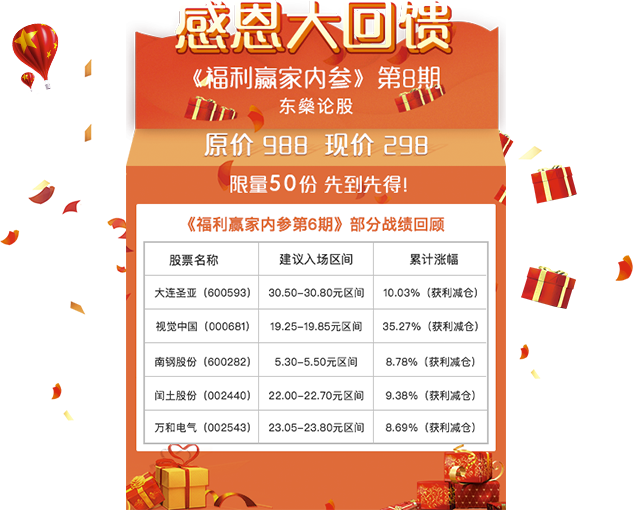 感恩大回馈
《福利赢家内参》第8期
东燊论股
原价 988 现价 298
限量50份 先到先得!
《福利赢家内参第6期》部分战绩回顾
股票名称 建议入场区间 累计涨幅
大连圣亚（600593） 30.50-30.80元区间 10.03%（获利减仓）
视觉中国（000681） 19.25-19.85元区间 35.27%（获利减仓）
南钢股份（600282） 5.30-5.50元区间 8.78%（获利减仓）
闰土股份（002440） 22.00-22.70元区间 9.38%（获利减仓）
万和电气（002543） 23.05-23.80元区间 8.69%（获利减仓）